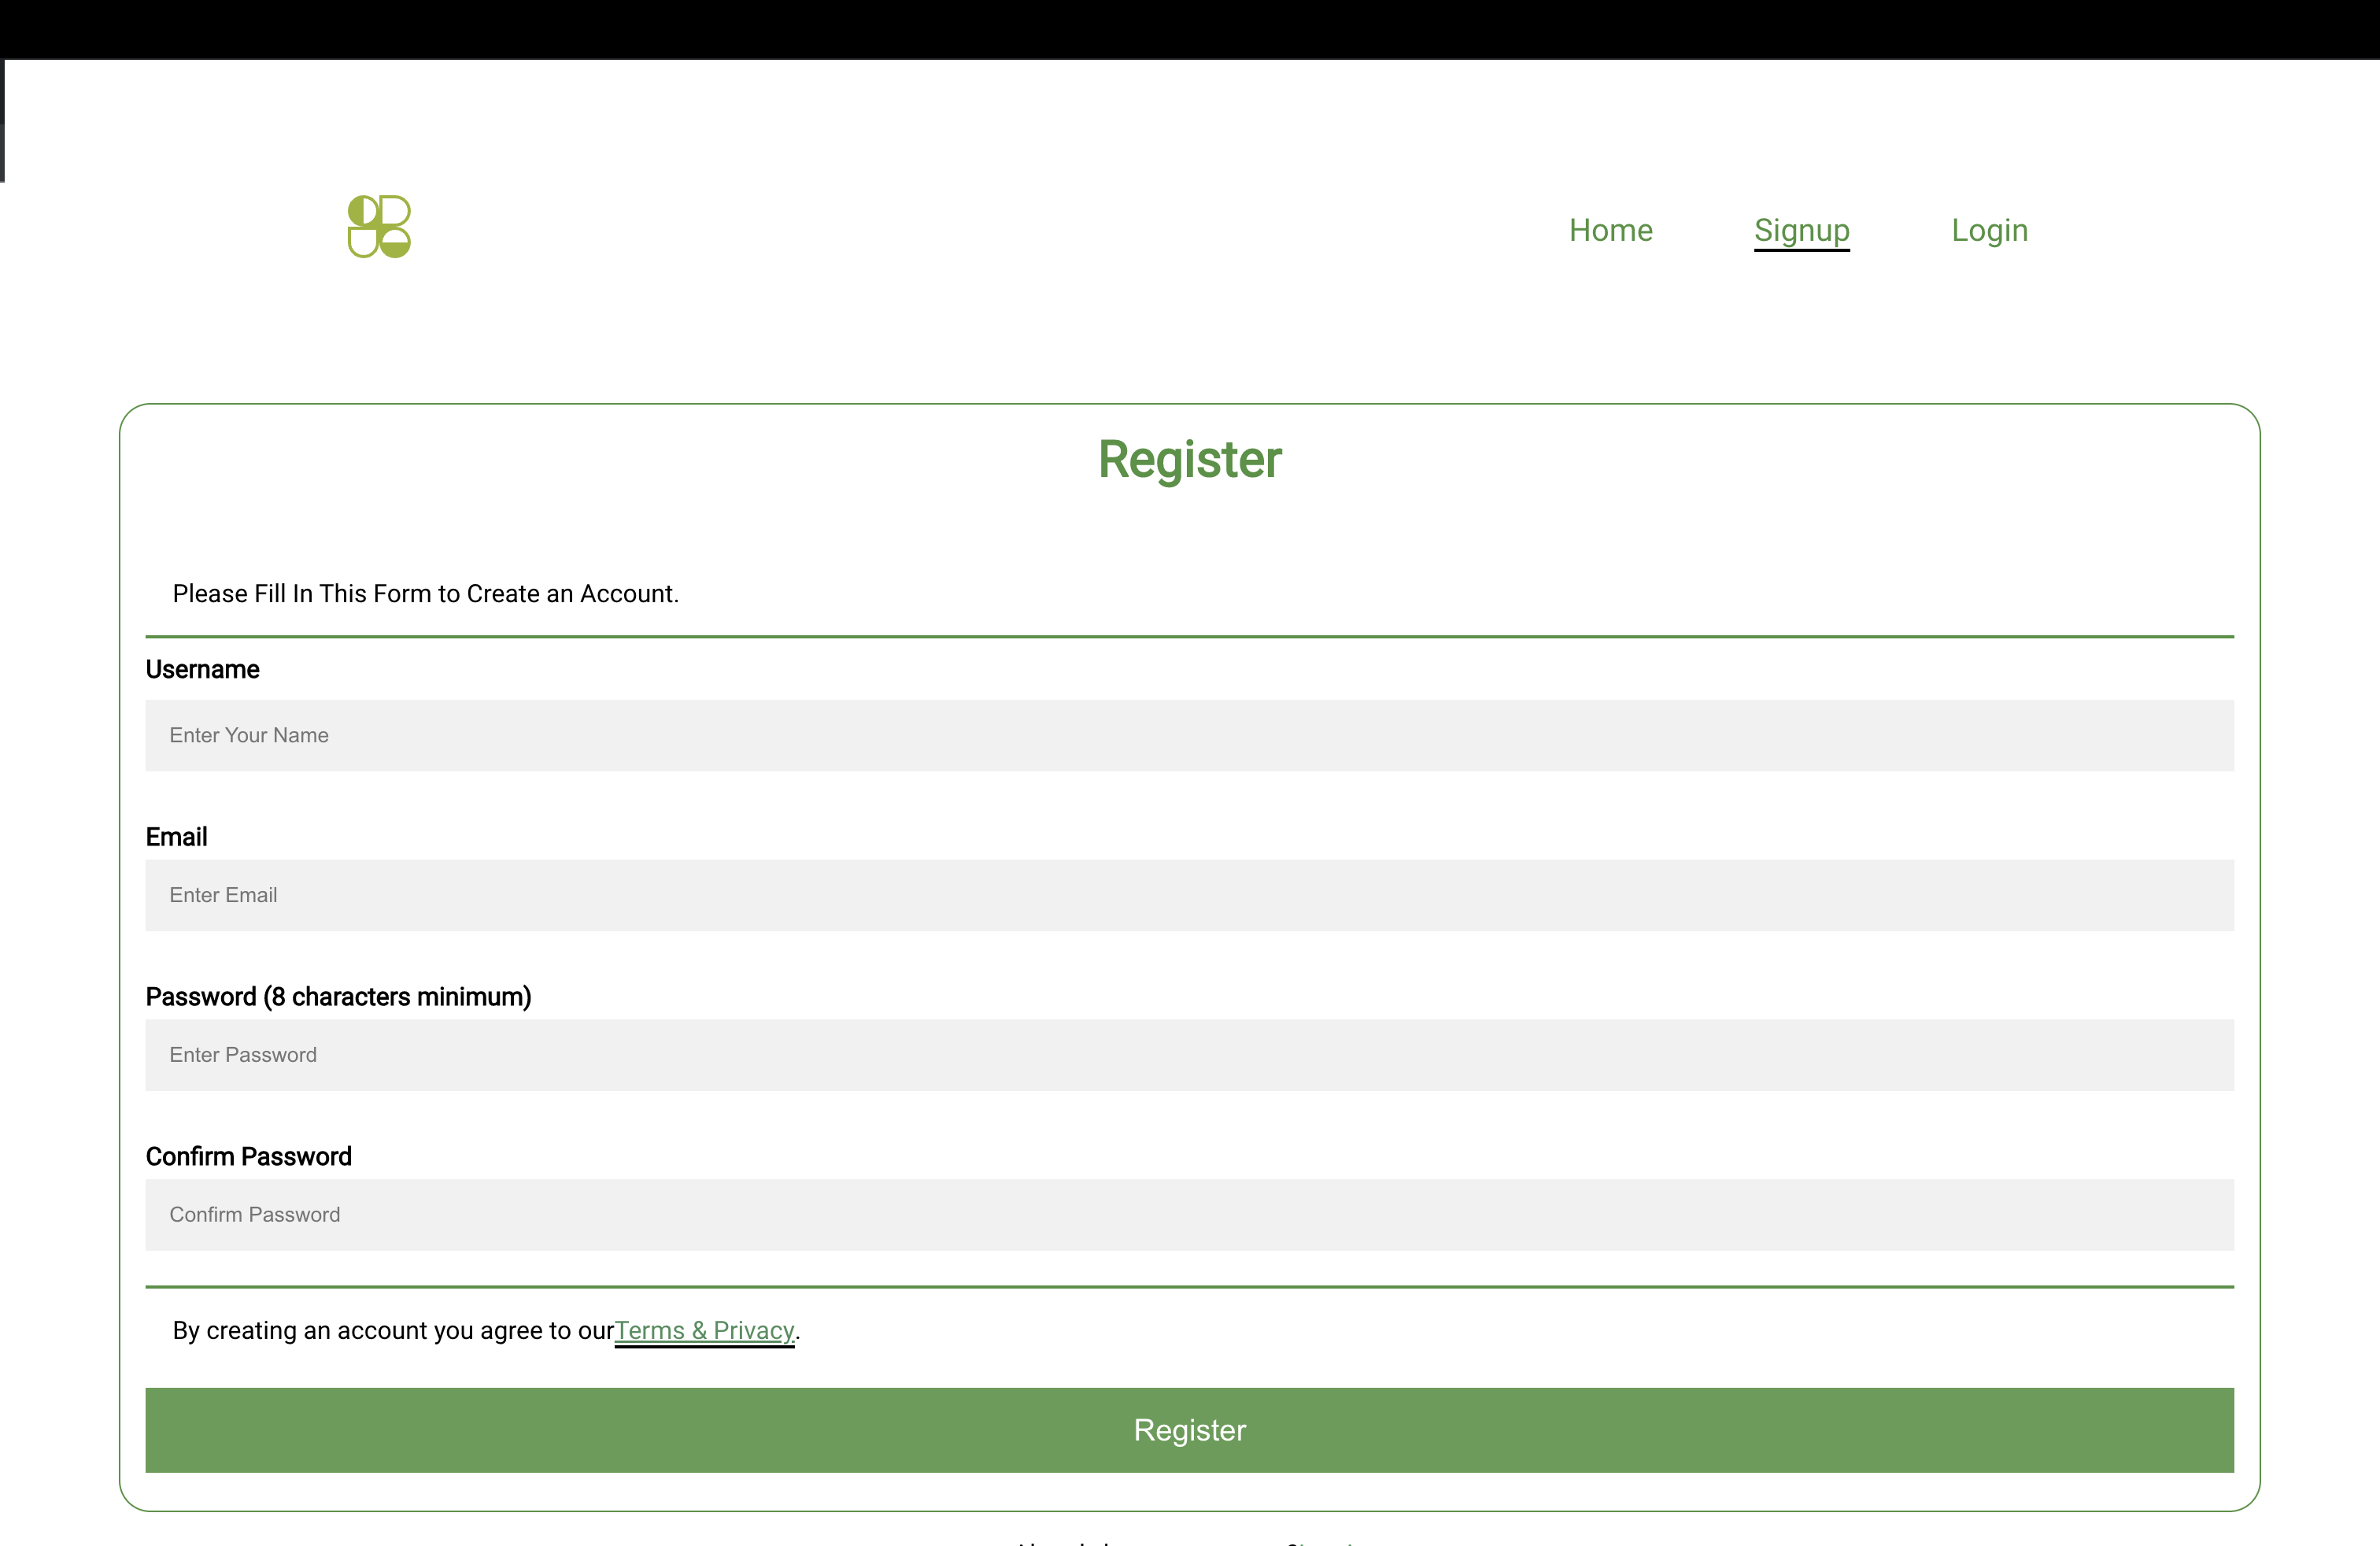 Home Signup Login
Register
Please Fill In This Form to Create an Account.
Username
Enter Your Name
Email
Enter Email
Password (8 characters minimum)
Enter Password
Confirm Password
Confirm Password
By creating an account you agree to ourTerms & Privacy.
Register